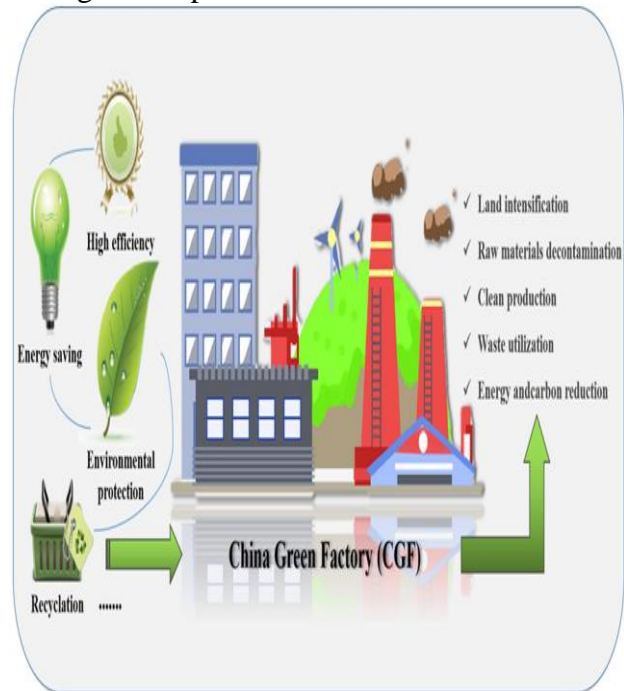 High efficiency
Energy saving
Environmental
protection
Recyclation .......
China Green Factory (CGF)
✓ Land intensification
✓ Raw materials decontamination
✓ Clean production
✓ Waste utilization
✓ Energy andcarbon reduction